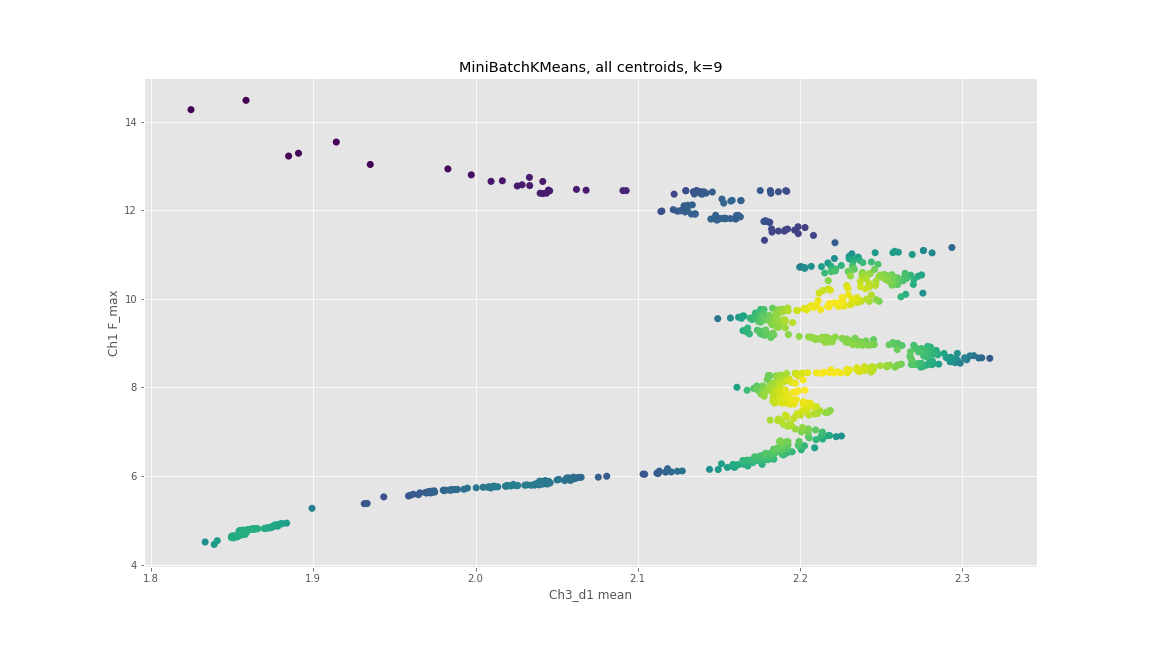 MiniBatchKMeans, all centroids, k=9
14
12
10
8
6
4
Ch1 F_max
1.8 1.9 2.0 2.1 2.2 2.3
Ch3_d1 mean